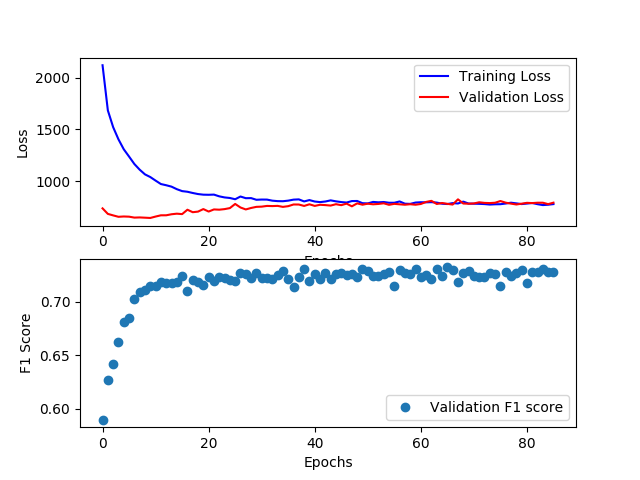 2000
1500
1000
Loss
Training Loss
Validation Loss
0
20
40
60
80
Epochs
0.70
0.65
0.60
F1 Score
Validation F1 score
0
20
40
60
80
Epochs